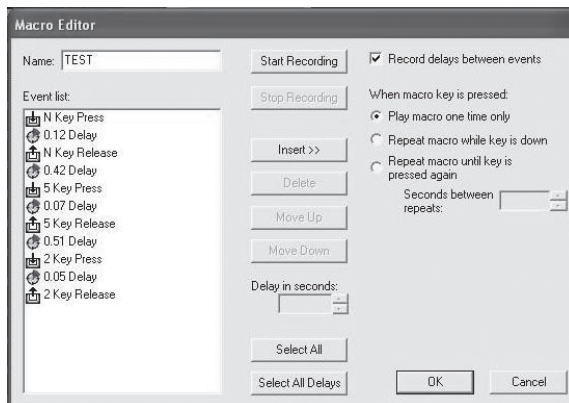 Macro Editor
Name: TEST
Event list:
N Key Press
0.12 Delay
N Key Release
0.42 Delay
5 Key Press
0.07 Delay
5 Key Release
0.51 Delay
2 Key Press
0.05 Delay
2 Key Release
Start Recording
Stop Recording
Insert >>
Delete
Move Up
Move Down
Delay in seconds:
Select All
Select All Delays
Record delays between events
When macro key is pressed:
Play macro one time only
Repeat macro while key is down
Repeat macro until key is
pressed again
Seconds between
repeats:
OK
Cancel